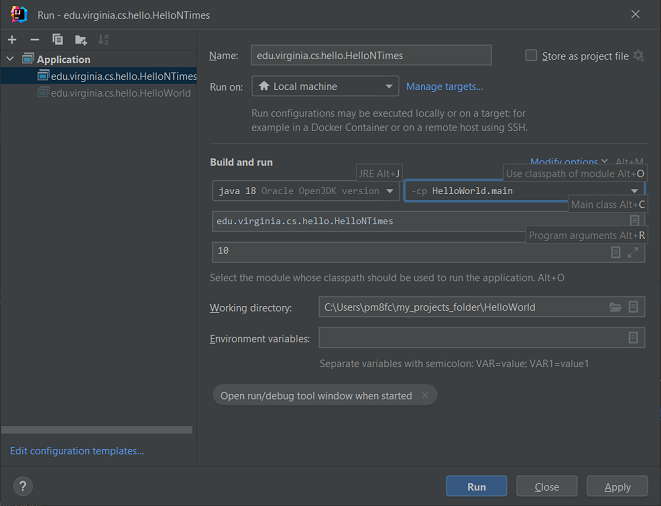 Run - edu.virginia.cs.hello.HelloNTimes
Application
edu.virginia.cs.hello.HelloNTimes
edu.virginia.cs.hello.HelloWorld
Edit configuration templates...
Name: edu.virginia.cs.hello.HelloNTimes Store as project file
Run on: Local machine Manage targets...
Run configurations may be executed locally or on a target: for
example in a Docker Container or on a remote host using SSH.
Build and run Modify options Alt+M
JRE Alt+J Use classpath of module Alt+O
java 18 Oracle OpenJDK version -cp HelloWorld.main
Main class Alt+C
edu.virginia.cs.hello.HelloNTimes
Program arguments Alt+R
10
Select the module whose classpath should be used to run the application. Alt+O
Working directory: C:\Users\pm8fc\my_projects_folder\HelloWorld
Environment variables:
Separate variables with semicolon: VAR=value; VAR1=value1
Open run/debug tool window when started
? Run Close Apply